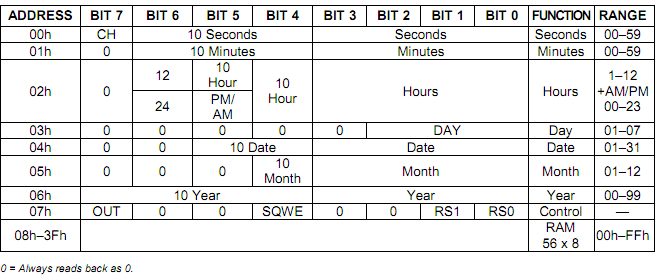 ADDRESS BIT 7 BIT 6 BIT 5 BIT 4 BIT 3 BIT 2 BIT 1 BIT 0 FUNCTION RANGE
00h CH 10 Seconds Seconds Seconds 00–59
01h 0 10 Minutes Minutes Minutes 00–59
02h 0 12 10 Hour 10 Hour Hours Hours 1–12
24 PM/ AM +AM/PM
00–23
03h 0 0 0 0 0 DAY Day 01–07
04h 0 0 10 Date Date Date 01–31
05h 0 0 0 10 Month Month Month 01–12
06h 10 Year Year Year 00–99
07h OUT 0 0 SQWE 0 0 RS1 RS0 Control —
08h–3Fh RAM 56 x 8 00h–FFh
0 = Always reads back as 0.